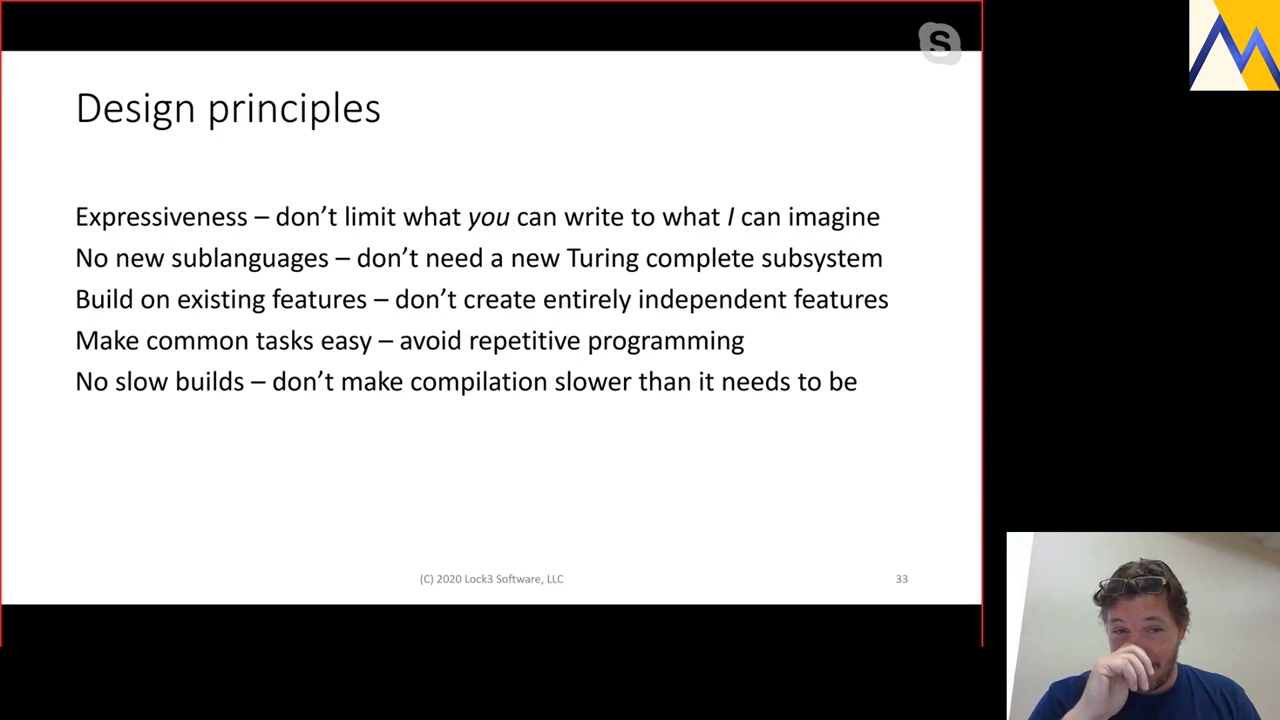 S
Design principles
Expressiveness – don’t limit what you can write to what I can imagine
No new sublanguages – don’t need a new Turing complete subsystem
Build on existing features – don’t create entirely independent features
Make common tasks easy – avoid repetitive programming
No slow builds – don’t make compilation slower than it needs to be
(C) 2020 Lock3 Software, LLC
33